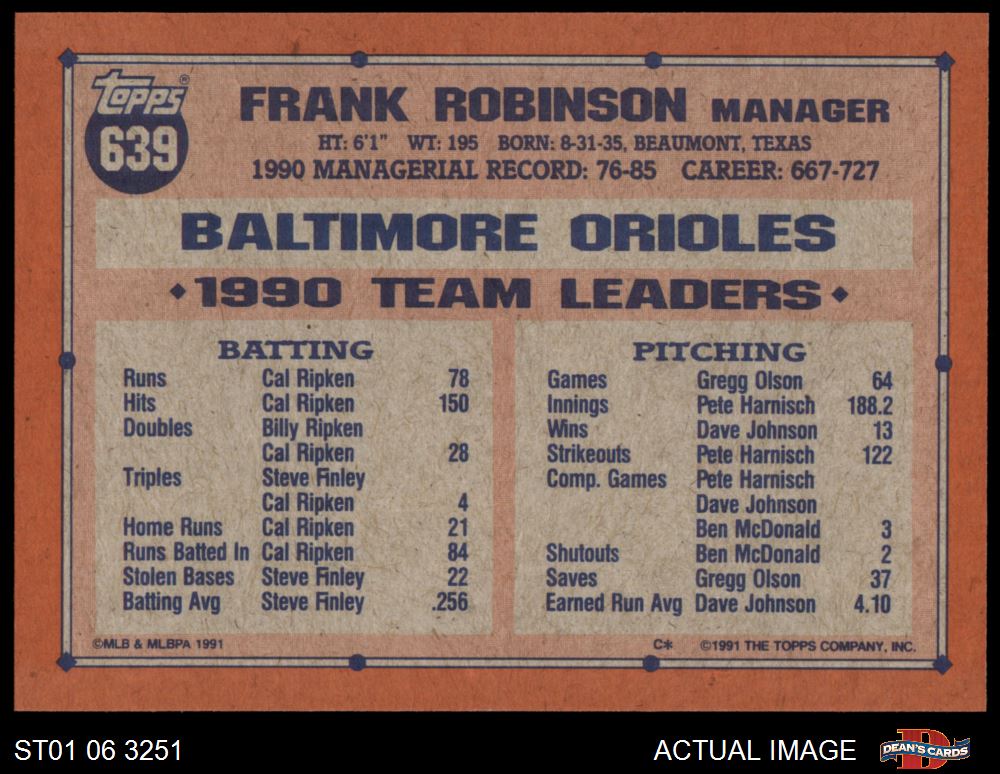 Topps®
639
FRANK ROBINSON MANAGER
HT: 6'1" WT: 195 BORN: 8-31-35, BEAUMONT, TEXAS
1990 MANAGERIAL RECORD: 76-85 CAREER: 667-727
BALTIMORE ORIOLES
◆1990 TEAM LEADERS◆
BATTING
Runs Cal Ripken 78
Hits Cal Ripken 150
Doubles Billy Ripken
Cal Ripken 28
Triples Steve Finley
Cal Ripken 4
Home Runs Cal Ripken 21
Runs Batted In Cal Ripken 84
Stolen Bases Steve Finley 22
Batting Avg Steve Finley .256
PITCHING
Games Gregg Olson 64
Innings Pete Harnisch 188.2
Wins Dave Johnson 13
Strikeouts Pete Harnisch 122
Comp. Games Pete Harnisch
Dave Johnson
Ben McDonald 3
Shutouts Ben McDonald 2
Saves Gregg Olson 37
Earned Run Avg Dave Johnson 4.10
©MLB & MLBPA 1991
C* ©1991 THE TOPPS COMPANY, INC.
ST01 06 3251
ACTUAL IMAGE
D
DEAN'S CARDS